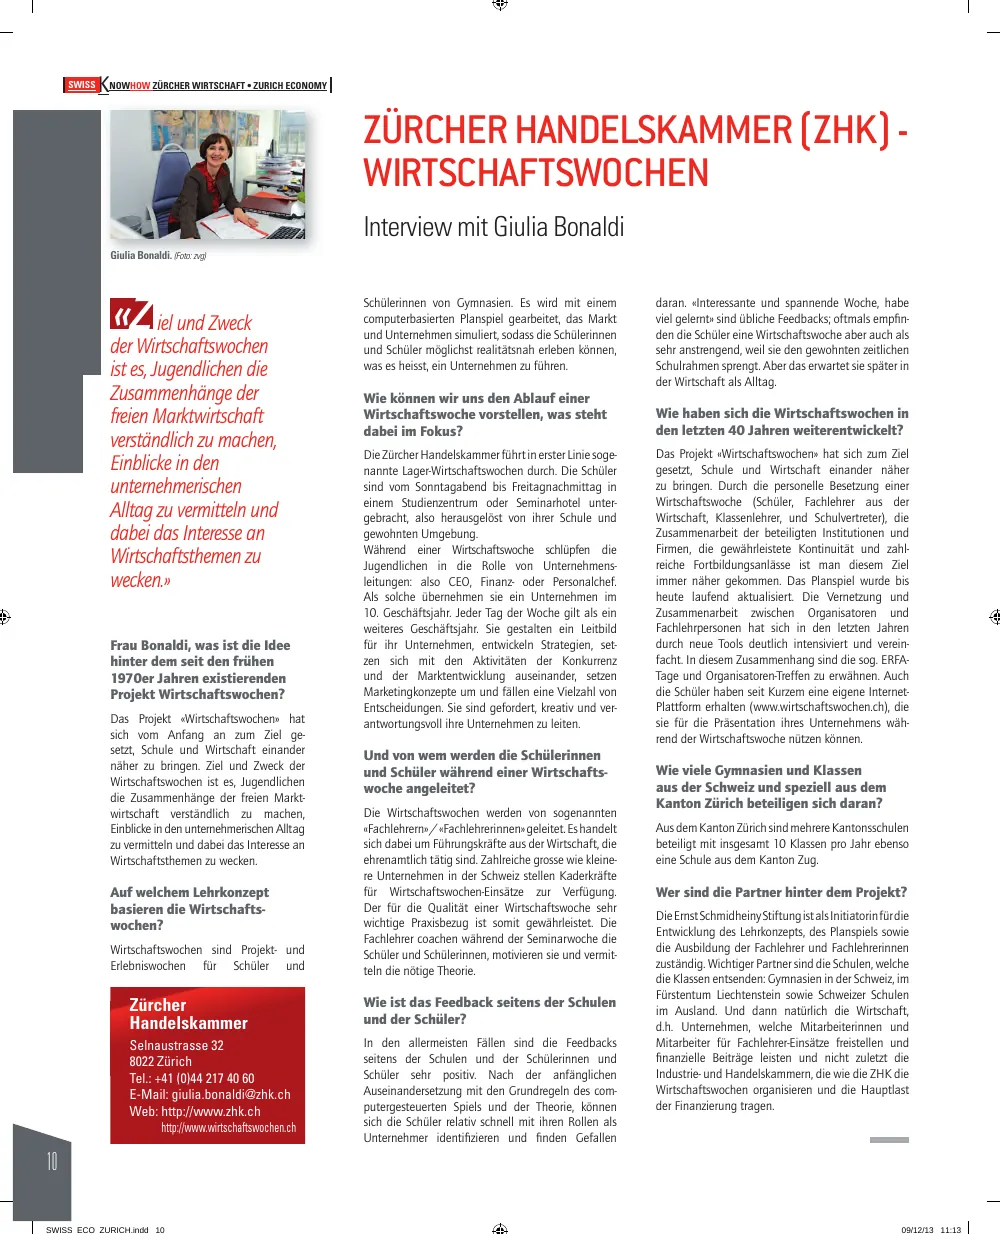 SWISS KNOWHOW ZÜRCHER WIRTSCHAFT • ZURICH ECONOMY
ZÜRCHER HANDELSKAMMER (ZHK) -
WIRTSCHAFTSWOCHEN
Interview mit Giulia Bonaldi
Giulia Bonaldi. (Foto: zvg)
«Ziel und Zweck
der Wirtschaftswochen
ist es, Jugendlichen die
Zusammenhänge der
freien Marktwirtschaft
verständlich zu machen,
Einblicke in den
unternehmerischen
Alltag zu vermitteln und
dabei das Interesse an
Wirtschaftsthemen zu
wecken.»
Frau Bonaldi, was ist die Idee
hinter dem seit den frühen
1970er Jahren existierenden
Projekt Wirtschaftswochen?
Das Projekt «Wirtschaftswochen» hat
sich vom Anfang an zum Ziel ge-
setzt, Schule und Wirtschaft einander
näher zu bringen. Ziel und Zweck der
Wirtschaftswochen ist es, Jugendlichen
die Zusammenhänge der freien Markt-
wirtschaft verständlich zu machen,
Einblicke in den unternehmerischen Alltag
zu vermitteln und dabei das Interesse an
Wirtschaftsthemen zu wecken.
Auf welchem Lehrkonzept
basieren die Wirtschafts-
wochen?
Wirtschaftswochen sind Projekt- und
Erlebniswochen für Schüler und
Zürcher
Handelskammer
Selnaustrasse 32
8022 Zürich
Tel.: +41 (0)44 217 40 60
E-Mail: giulia.bonaldi@zhk.ch
Web: http://www.zhk.ch
http://www.wirtschaftswochen.ch
Schülerinnen von Gymnasien. Es wird mit einem
computerbasierten Planspiel gearbeitet, das Markt
und Unternehmen simuliert, sodass die Schülerinnen
und Schüler möglichst realitätsnah erleben können,
was es heisst, ein Unternehmen zu führen.
Wie können wir uns den Ablauf einer
Wirtschaftswoche vorstellen, was steht
dabei im Fokus?
Die Zürcher Handelskammer führt in erster Linie soge-
nannte Lager-Wirtschaftswochen durch. Die Schüler
sind vom Sonntagabend bis Freitagnachmittag in
einem Studienzentrum oder Seminarhotel unter-
gebracht, also herausgelöst von ihrer Schule und
gewohnten Umgebung.
Während einer Wirtschaftswoche schlüpfen die
Jugendlichen in die Rolle von Unternehmens-
leitungen: also CEO, Finanz- oder Personalchef.
Als solche übernehmen sie ein Unternehmen im
10. Geschäftsjahr. Jeder Tag der Woche gilt als ein
weiteres Geschäftsjahr. Sie gestalten ein Leitbild
für ihr Unternehmen, entwickeln Strategien, set-
zen sich mit den Aktivitäten der Konkurrenz
und der Marktentwicklung auseinander, setzen
Marketingkonzepte um und fällen eine Vielzahl von
Entscheidungen. Sie sind gefordert, kreativ und ver-
antwortungsvoll ihre Unternehmen zu leiten.
Und von wem werden die Schülerinnen
und Schüler während einer Wirtschafts-
woche angeleitet?
Die Wirtschaftswochen werden von sogenannten
«Fachlehrern» / «Fachlehrerinnen» geleitet. Es handelt
sich dabei um Führungskräfte aus der Wirtschaft, die
ehrenamtlich tätig sind. Zahlreiche grosse wie kleine-
re Unternehmen in der Schweiz stellen Kaderkräfte
für Wirtschaftswochen-Einsätze zur Verfügung.
Der für die Qualität einer Wirtschaftswoche sehr
wichtige Praxisbezug ist somit gewährleistet. Die
Fachlehrer coachen während der Seminarwoche die
Schüler und Schülerinnen, motivieren sie und vermit-
teln die nötige Theorie.
Wie ist das Feedback seitens der Schulen
und der Schüler?
In den allermeisten Fällen sind die Feedbacks
seitens der Schulen und der Schülerinnen und
Schüler sehr positiv. Nach der anfänglichen
Auseinandersetzung mit den Grundregeln des com-
putergesteuerten Spiels und der Theorie, können
sich die Schüler relativ schnell mit ihren Rollen als
Unternehmer identifizieren und finden Gefallen
daran. «Interessante und spannende Woche, habe
viel gelernt» sind übliche Feedbacks; oftmals empfin-
den die Schüler eine Wirtschaftswoche aber auch als
sehr anstrengend, weil sie den gewohnten zeitlichen
Schulrahmen sprengt. Aber das erwartet sie später in
der Wirtschaft als Alltag.
Wie haben sich die Wirtschaftswochen in
den letzten 40 Jahren weiterentwickelt?
Das Projekt «Wirtschaftswochen» hat sich zum Ziel
gesetzt, Schule und Wirtschaft einander näher
zu bringen. Durch die personelle Besetzung einer
Wirtschaftswoche (Schüler, Fachlehrer aus der
Wirtschaft, Klassenlehrer, und Schulvertreter), die
Zusammenarbeit der beteiligten Institutionen und
Firmen, die gewährleistete Kontinuität und zahl-
reiche Fortbildungsanlässe ist man diesem Ziel
immer näher gekommen. Das Planspiel wurde bis
heute laufend aktualisiert. Die Vernetzung und
Zusammenarbeit zwischen Organisatoren und
Fachlehrpersonen hat sich in den letzten Jahren
durch neue Tools deutlich intensiviert und verein-
facht. In diesem Zusammenhang sind die sog. ERFA-
Tage und Organisatoren-Treffen zu erwähnen. Auch
die Schüler haben seit Kurzem eine eigene Internet-
Plattform erhalten (www.wirtschaftswochen.ch), die
sie für die Präsentation ihres Unternehmens wäh-
rend der Wirtschaftswoche nützen können.
Wie viele Gymnasien und Klassen
aus der Schweiz und speziell aus dem
Kanton Zürich beteiligen sich daran?
Aus dem Kanton Zürich sind mehrere Kantonsschulen
beteiligt mit insgesamt 10 Klassen pro Jahr ebenso
eine Schule aus dem Kanton Zug.
Wer sind die Partner hinter dem Projekt?
Die Ernst Schmidheiny Stiftung ist als Initiatorin für die
Entwicklung des Lehrkonzepts, des Planspiels sowie
die Ausbildung der Fachlehrer und Fachlehrerinnen
zuständig. Wichtiger Partner sind die Schulen, welche
die Klassen entsenden: Gymnasien in der Schweiz, im
Fürstentum Liechtenstein sowie Schweizer Schulen
im Ausland. Und dann natürlich die Wirtschaft,
d.h. Unternehmen, welche Mitarbeiterinnen und
Mitarbeiter für Fachlehrer-Einsätze freistellen und
finanzielle Beiträge leisten und nicht zuletzt die
Industrie- und Handelskammern, die wie die ZHK die
Wirtschaftswochen organisieren und die Hauptlast
der Finanzierung tragen.
10
SWISS_ECO_ZURICH.indd 10
09/12/13 11:13